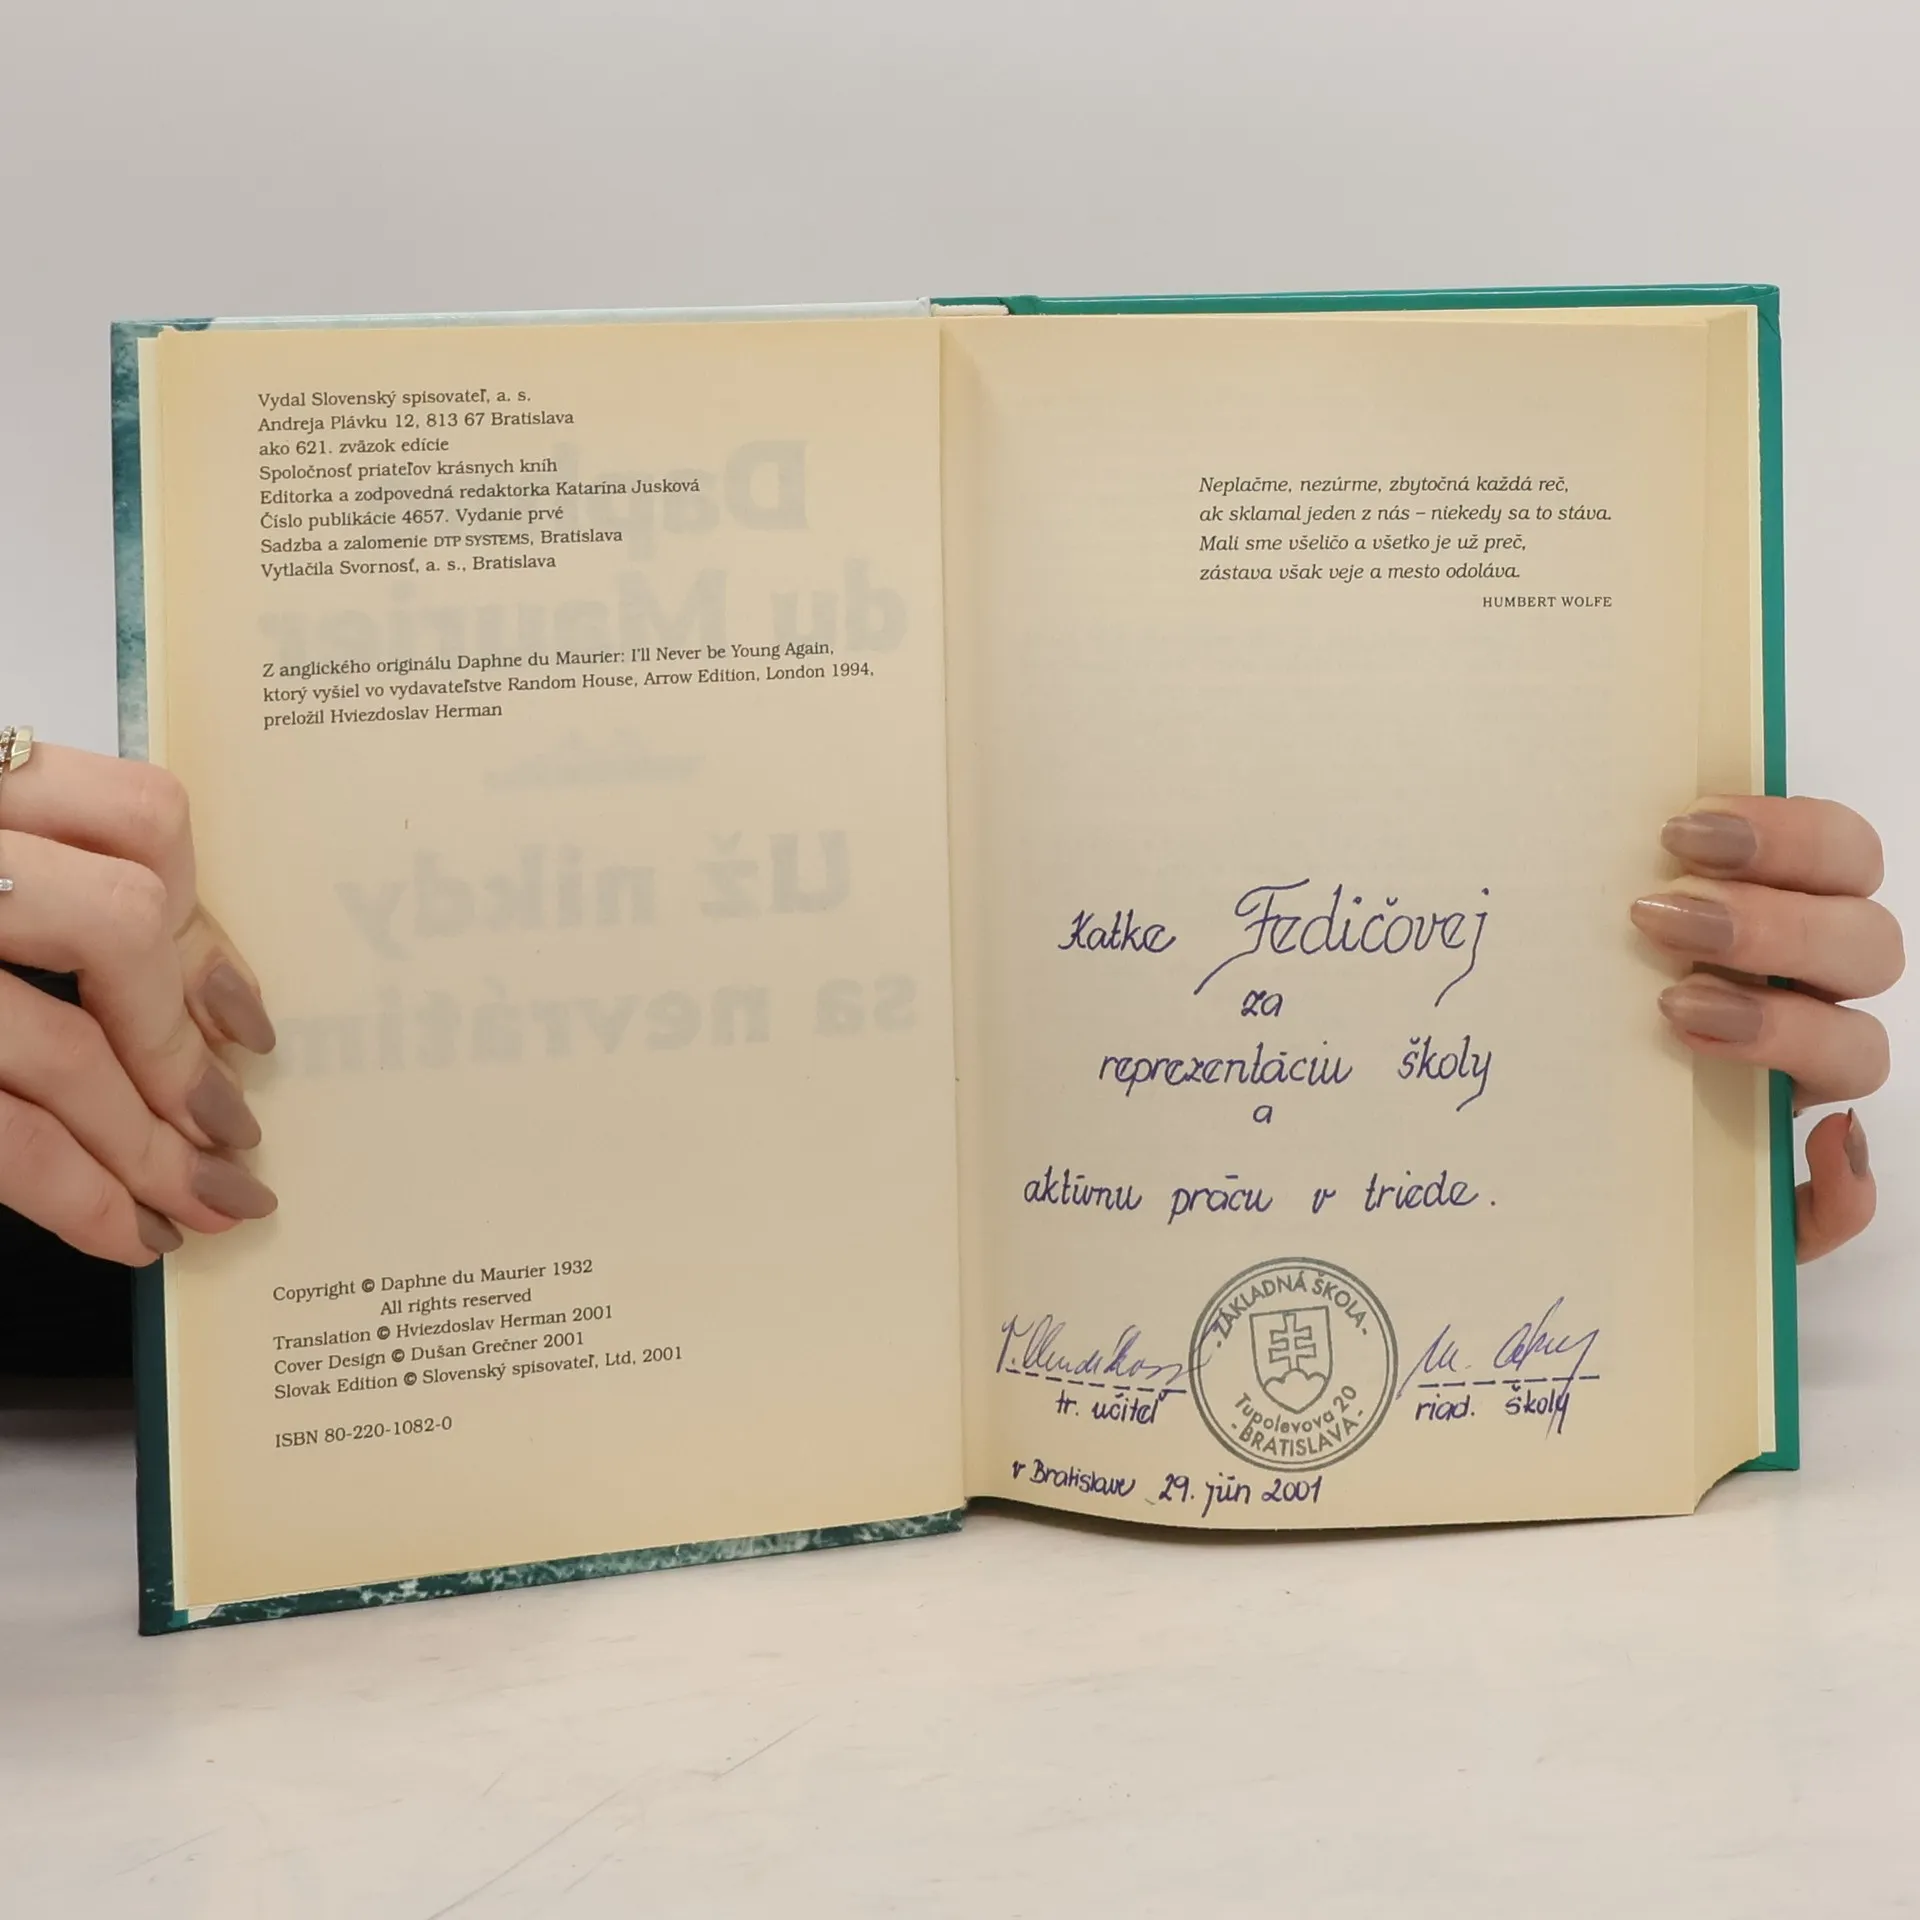 Vydal Slovenský spisovateľ, a. s.
Andreja Plávku 12, 813 67 Bratislava
ako 621. zväzok edície
Spoločnosť priateľov krásnych kníh
Editorka a zodpovedná redaktorka Katarína Jusková
Číslo publikácie 4657. Vydanie prvé
Sadzba a zalomenie DTP SYSTEMS, Bratislava
Vytlačila Svornosť, a. s., Bratislava
Z anglického originálu Daphne du Maurier: I'll Never be Young Again,
ktorý vyšiel vo vydavateľstve Random House, Arrow Edition, London 1994,
preložil Hviezdoslav Herman
Copyright © Daphne du Maurier 1932
All rights reserved
Translation © Hviezdoslav Herman 2001
Cover Design © Dušan Grečner 2001
Slovak Edition © Slovenský spisovateľ, Ltd, 2001
ISBN 80-220-1082-0
Neplačme, nezúrme, zbytočná každá reč,
ak sklamal jeden z nás – niekedy sa to stáva.
Mali sme všeličo a všetko je už preč,
zástava však veje a mesto odoláva.
HUMBERT WOLFE
Katke Fedičovej
za
reprezentáciu školy
a
aktívnu prácu v triede.
ZÁKLADNÁ ŠKOLA
Tupolevova 20
BRATISLAVA
tr. učiteľ
riad. školy
v Bratislave 29. jún 2001